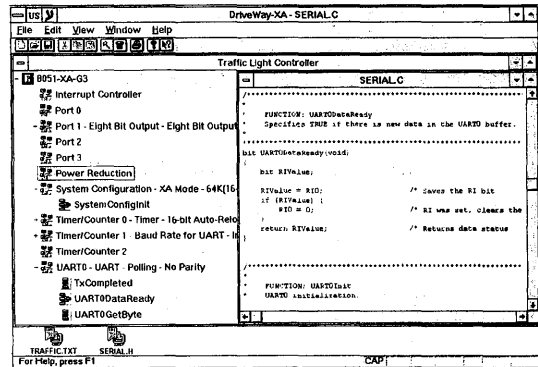 US
DriveWay-XA - SERIAL.C
File Edit View Window Help
Traffic Light Controller
8051-XA-G3
Interrupt Controller
Port 0
Port 1 - Eight Bit Output - Eight Bit Output
Port 2
Port 3
Power Reduction
System Configuration - XA Mode - 64K(16-
SystemConfigInit
Timer/Counter 0 - Timer - 16-bit Auto-Relo
Timer/Counter 1 - Baud Rate for UART - In
Timer/Counter 2
UART0 - UART - Polling - No Parity
TxCompleted
UART0DataReady
UART0GetByte
SERIAL.C
/**************************************************
* FUNCTION: UART0DataReady
* Specifies TRUE if there is new data in the UART0 buffer.
bit UART0DataReady(void)
{
bit RIValue;
RIValue = RI0; /* Saves the RI bit
if (RIValue) {
RI0 = 0; /* RI was set, clears the
}
return RIValue; /* Returns data status
}
/**************************************************
* FUNCTION: UART0Init
* UART0 initialization.
TRAFFIC.TXT SERIAL.H
For Help, press F1 CAP